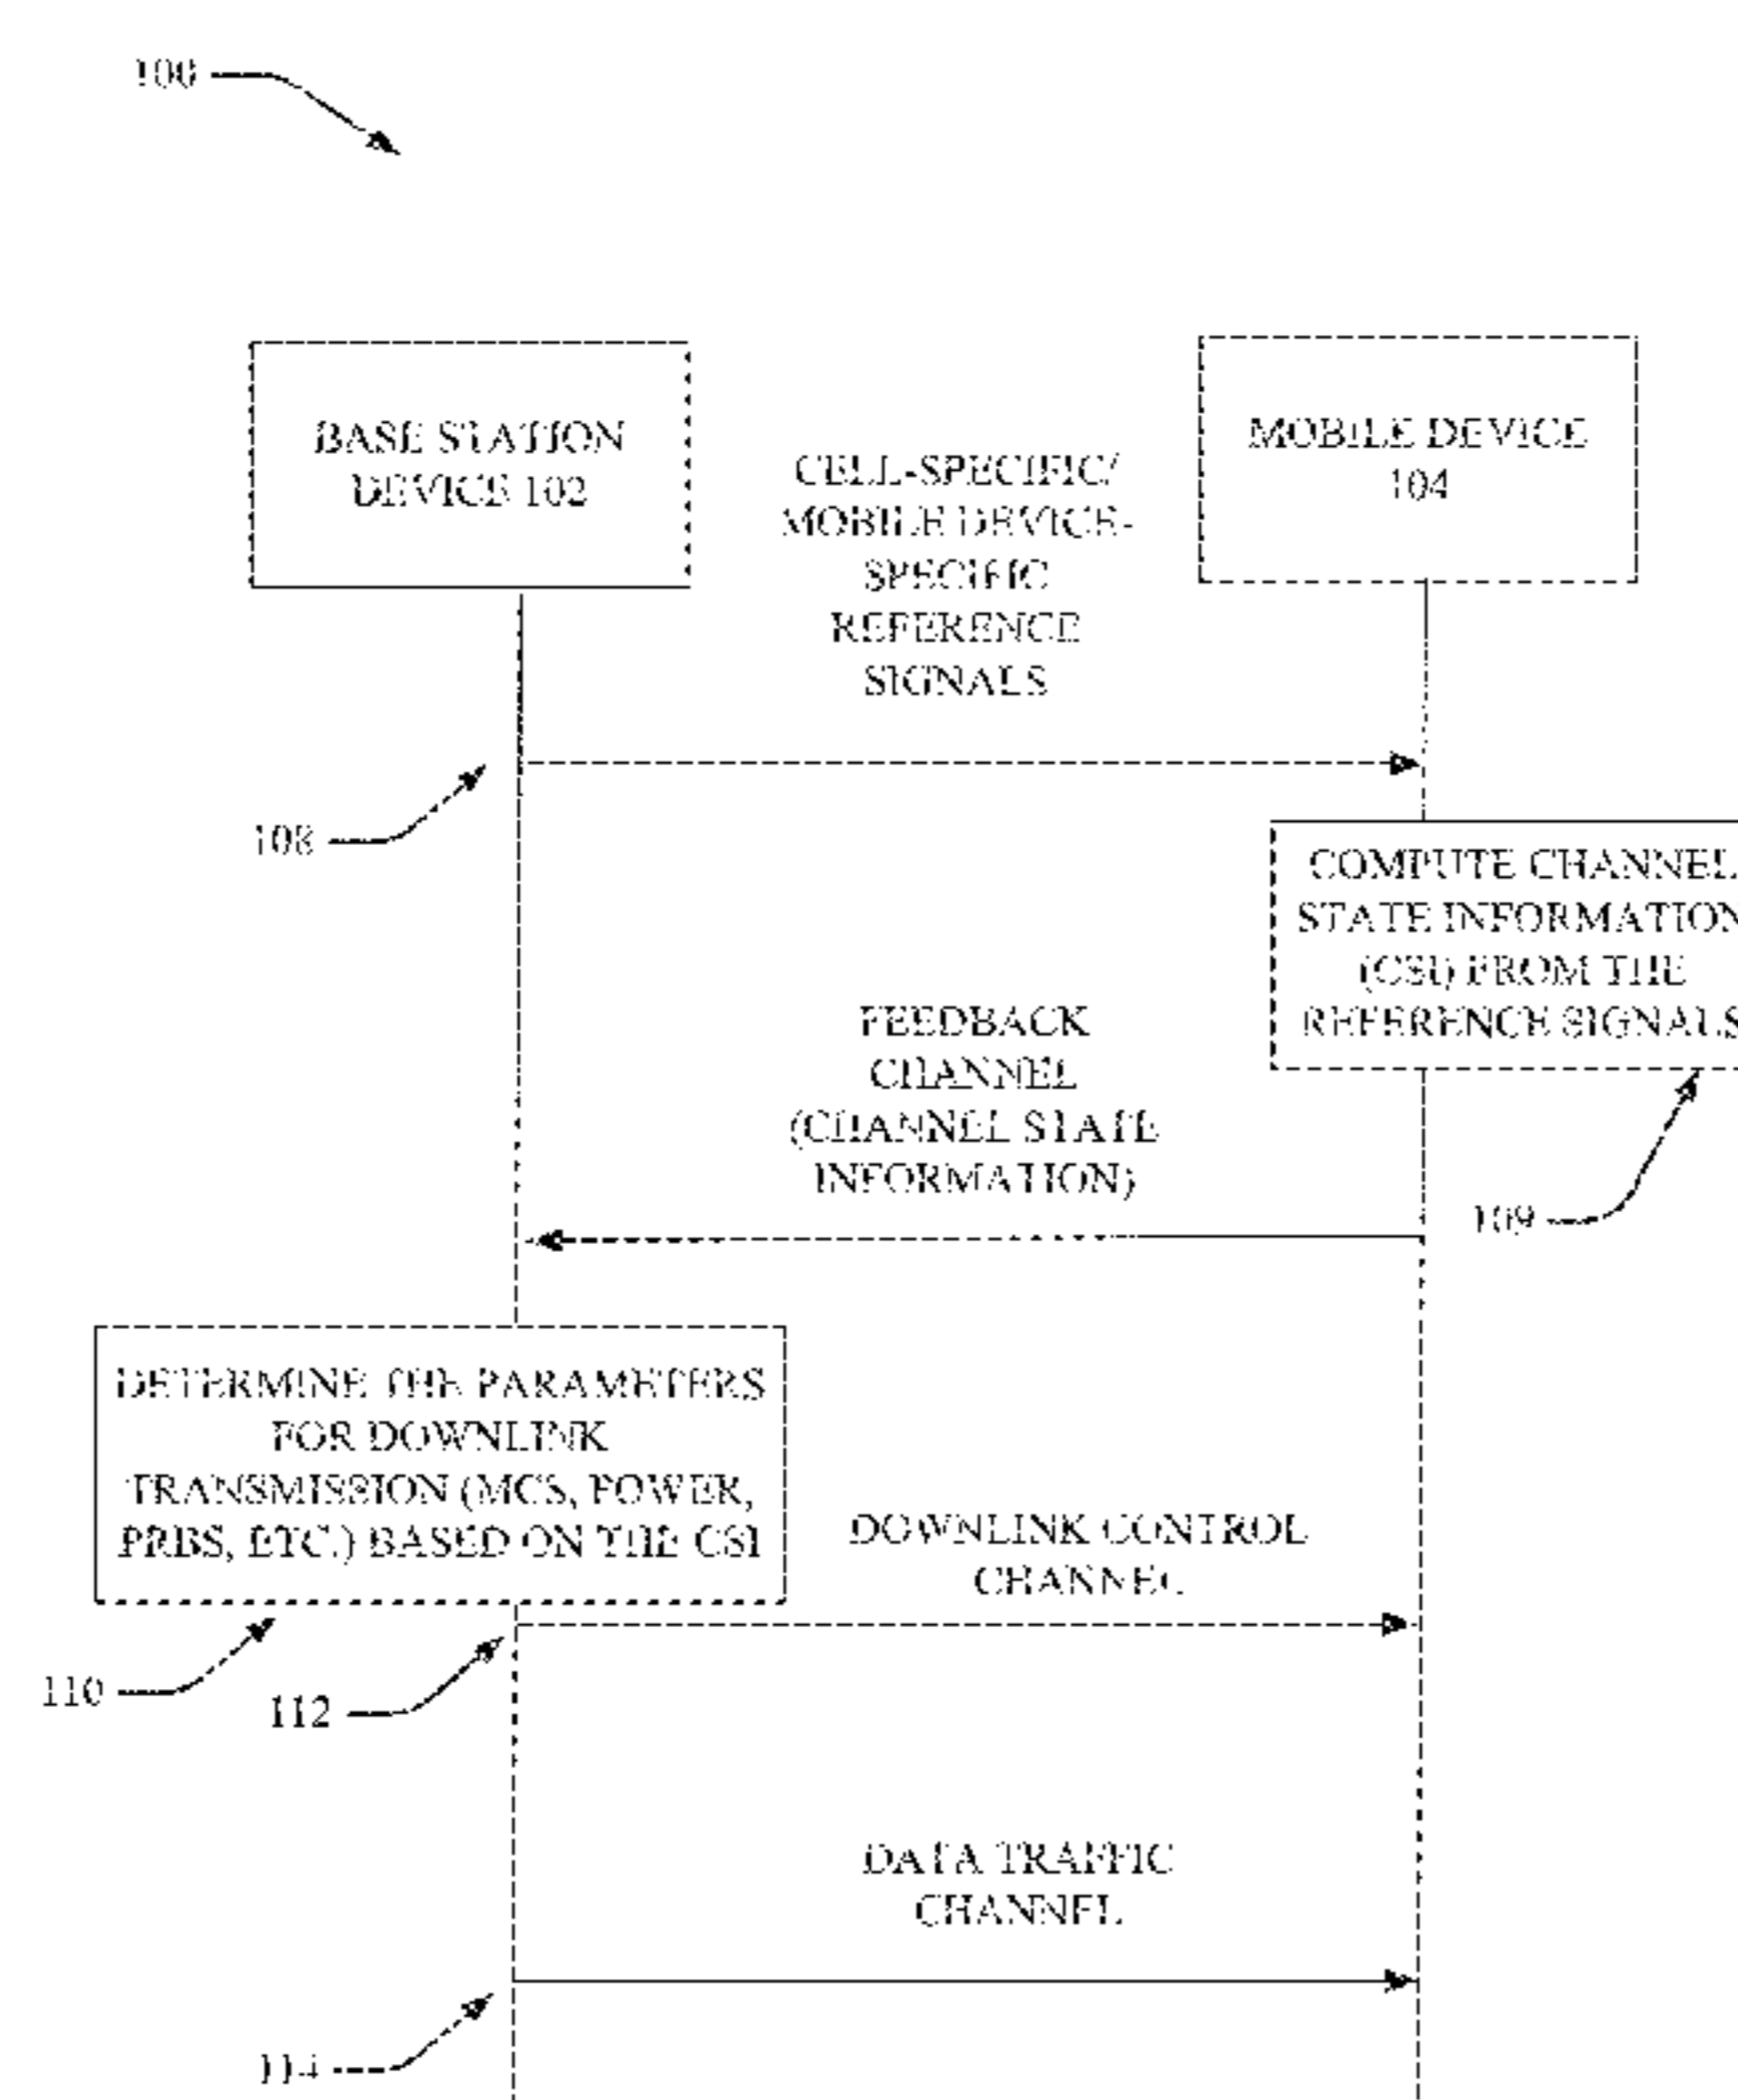 100
BASE STATION
DEVICE 102
MOBILE DEVICE
104
CELL-SPECIFIC/
MOBILE DEVICE-
SPECIFIC
REFERENCE
SIGNALS
108
COMPUTE CHANNEL
STATE INFORMATION
(CSI) FROM THE
REFERENCE SIGNALS
109
FEEDBACK
CHANNEL
(CHANNEL STATE
INFORMATION)
DETERMINE THE PARAMETERS
FOR DOWNLINK
TRANSMISSION (MCS, POWER,
PRBS, ETC.) BASED ON THE CSI
110
DOWNLINK CONTROL
CHANNEL
112
DATA TRAFFIC
CHANNEL
114